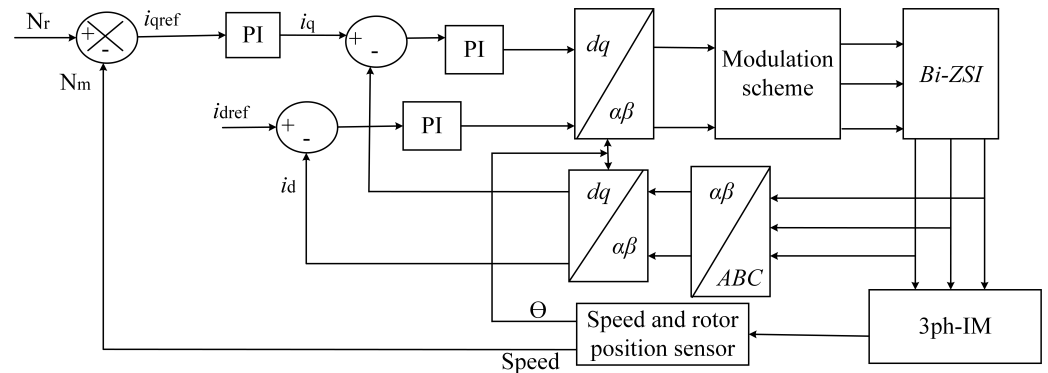 Nr
+
-
Nm
iqref
PI
iq
+
-
PI
dq
αβ
Modulation
scheme
Bi-ZSI
idref
+
-
PI
id
dq
αβ
αβ
ABC
Θ
Speed
Speed and rotor
position sensor
3ph-IM